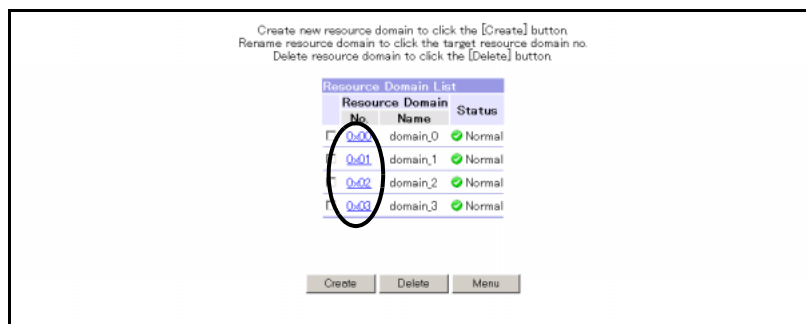 Create new resource domain to click the [Create] button.
Rename resource domain to click the target resource domain no.
Delete resource domain to click the [Delete] button.
Resource Domain List
Resource Domain Status
No. Name
0x00 domain_0 Normal
0x01 domain_1 Normal
0x02 domain_2 Normal
0x03 domain_3 Normal
Create Delete Menu